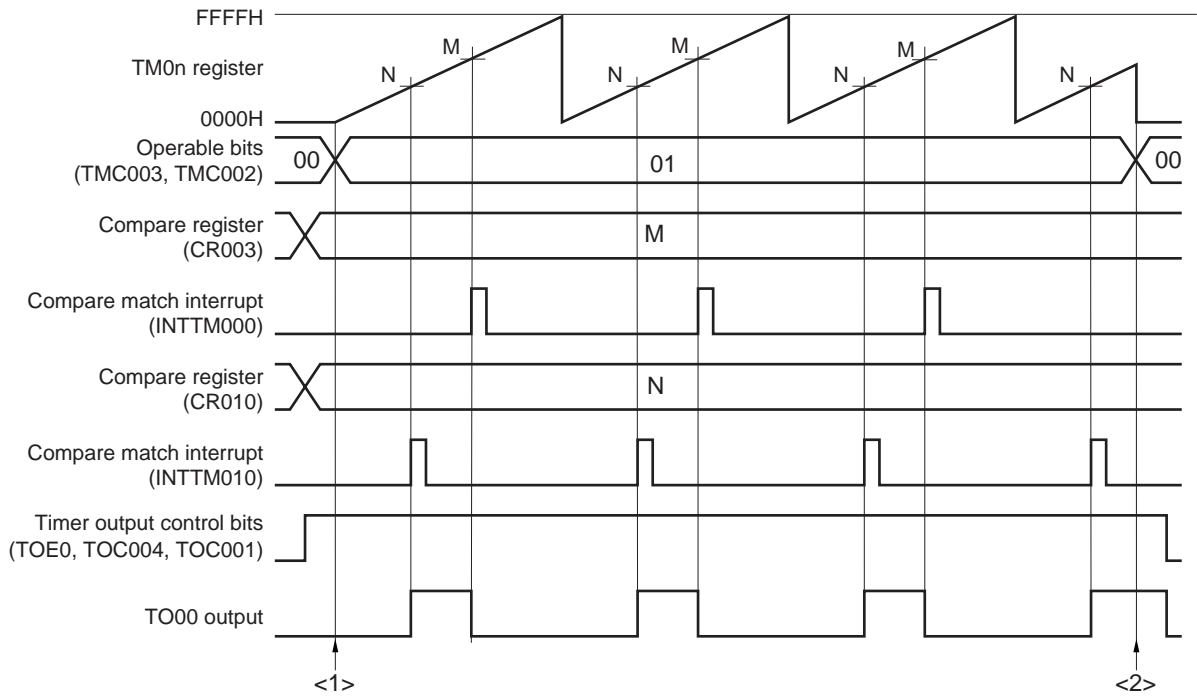 FFFFH
M M M
TM0n register
N N N N
0000H
Operable bits
(TMC003, TMC002)
00 01 00
Compare register
(CR003)
M
Compare match interrupt
(INTTM000)
Compare register
(CR010)
N
Compare match interrupt
(INTTM010)
Timer output control bits
(TOE0, TOC004, TOC001)
TO00 output
<1> <2>